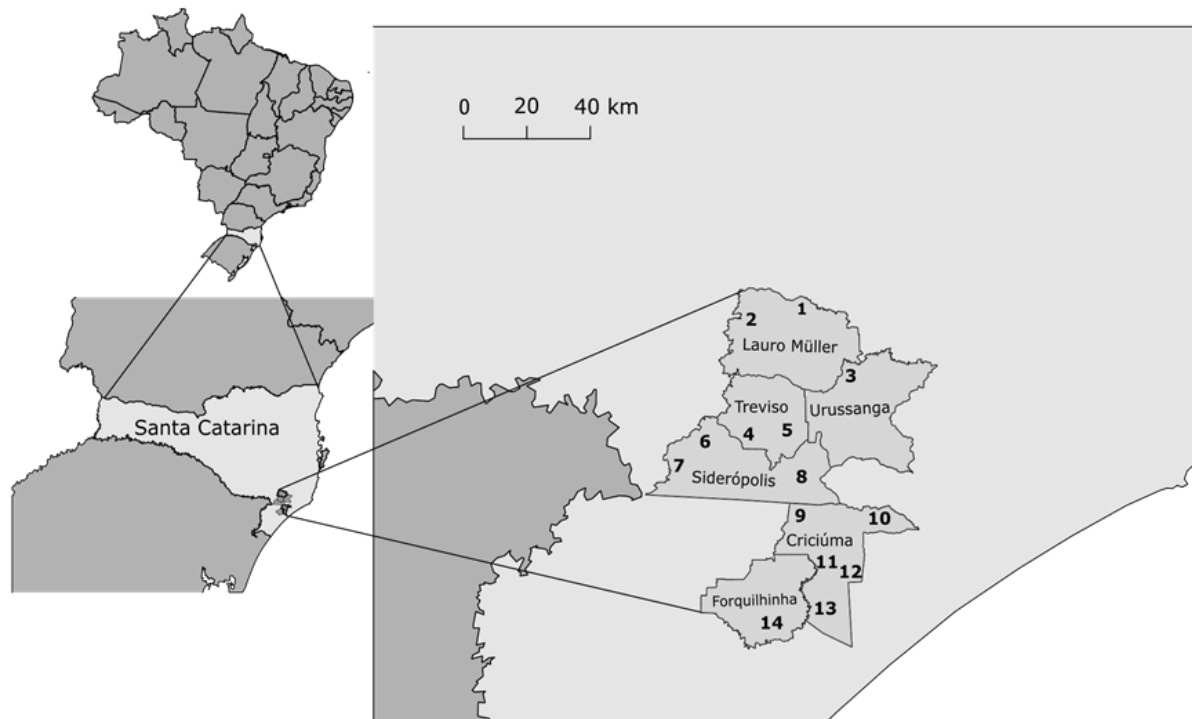 0 20 40 km
1
2
Lauro Müller
3
Treviso
Urussanga
4 5
6
7
Siderópolis
8
Santa Catarina
9
10
Criciúma
11
12
Forquilhinha
13
14